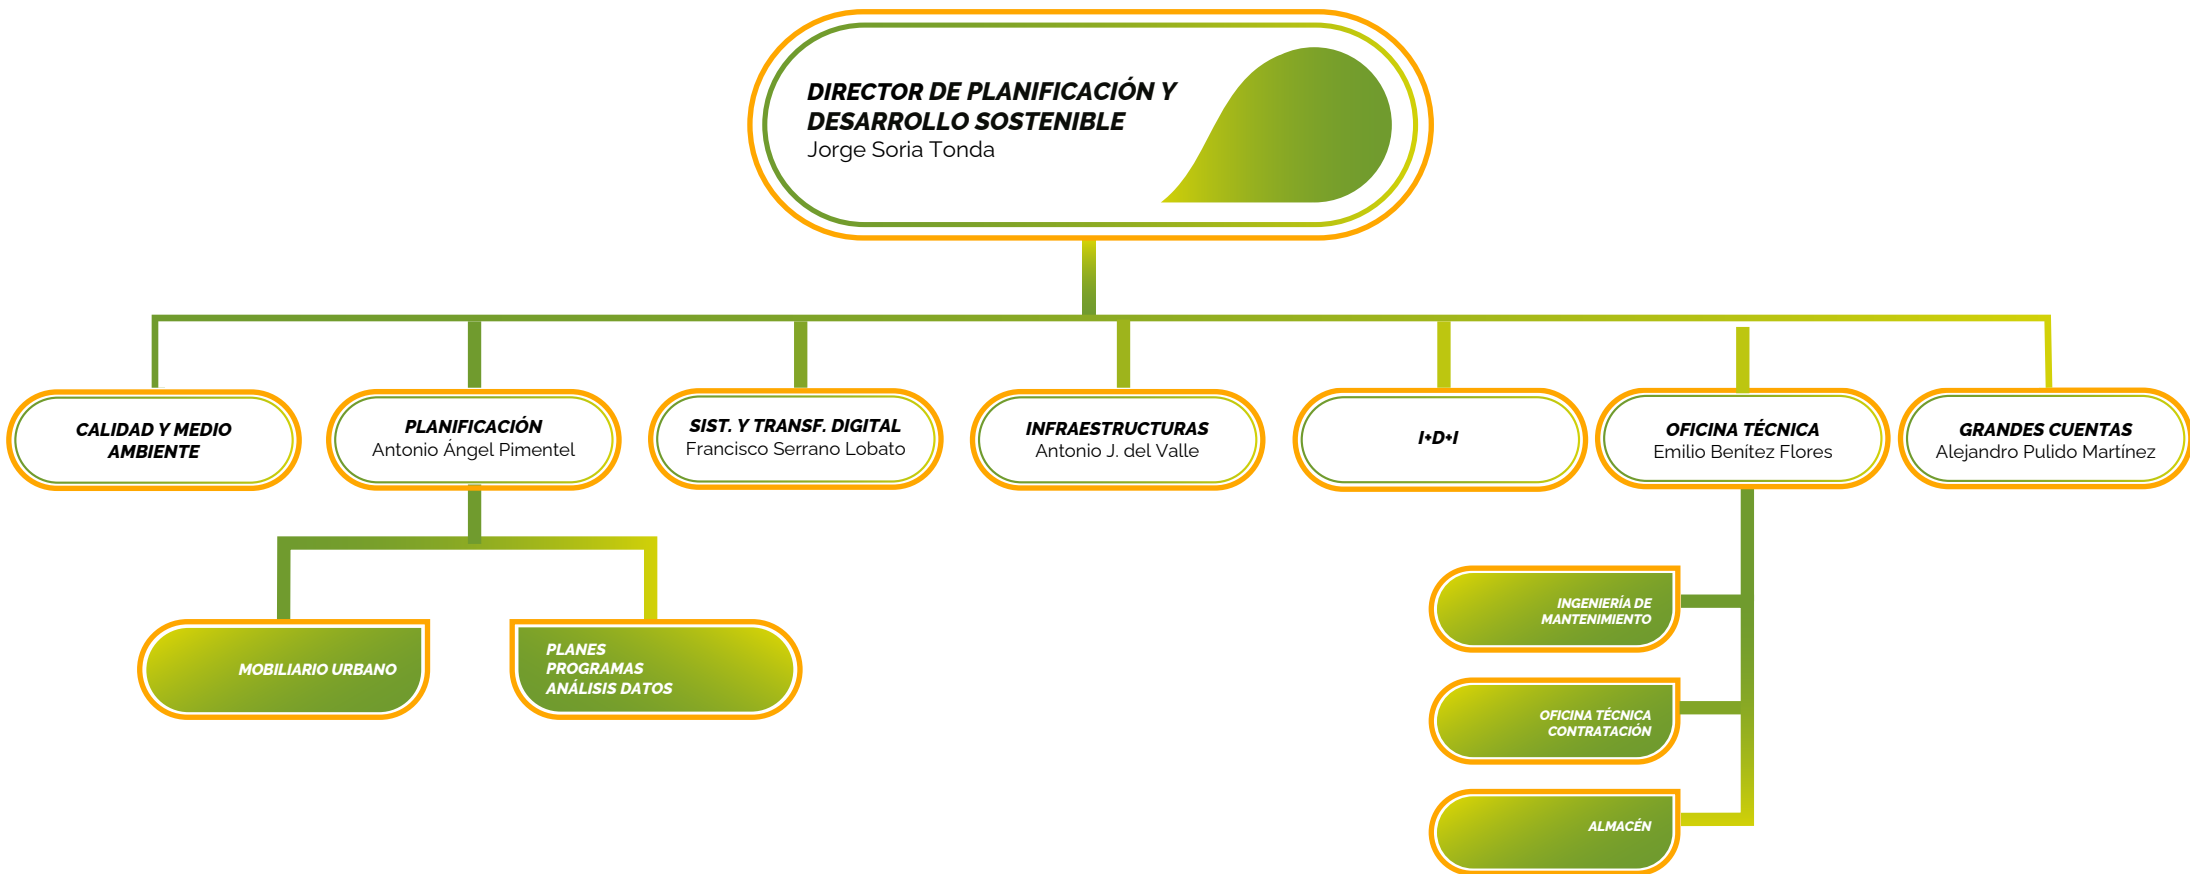 DIRECTOR DE PLANIFICACIÓN Y
DESARROLLO SOSTENIBLE
Jorge Soria Tonda
CALIDAD Y MEDIO
AMBIENTE
PLANIFICACIÓN
Antonio Ángel Pimentel
SIST. Y TRANSF. DIGITAL
Francisco Serrano Lobato
INFRAESTRUCTURAS
Antonio J. del Valle
I+D+I
OFICINA TÉCNICA
Emilio Benítez Flores
GRANDES CUENTAS
Alejandro Pulido Martínez
MOBILIARIO URBANO
PLANES
PROGRAMAS
ANÁLISIS DATOS
INGENIERÍA DE
MANTENIMIENTO
OFICINA TÉCNICA
CONTRATACIÓN
ALMACÉN